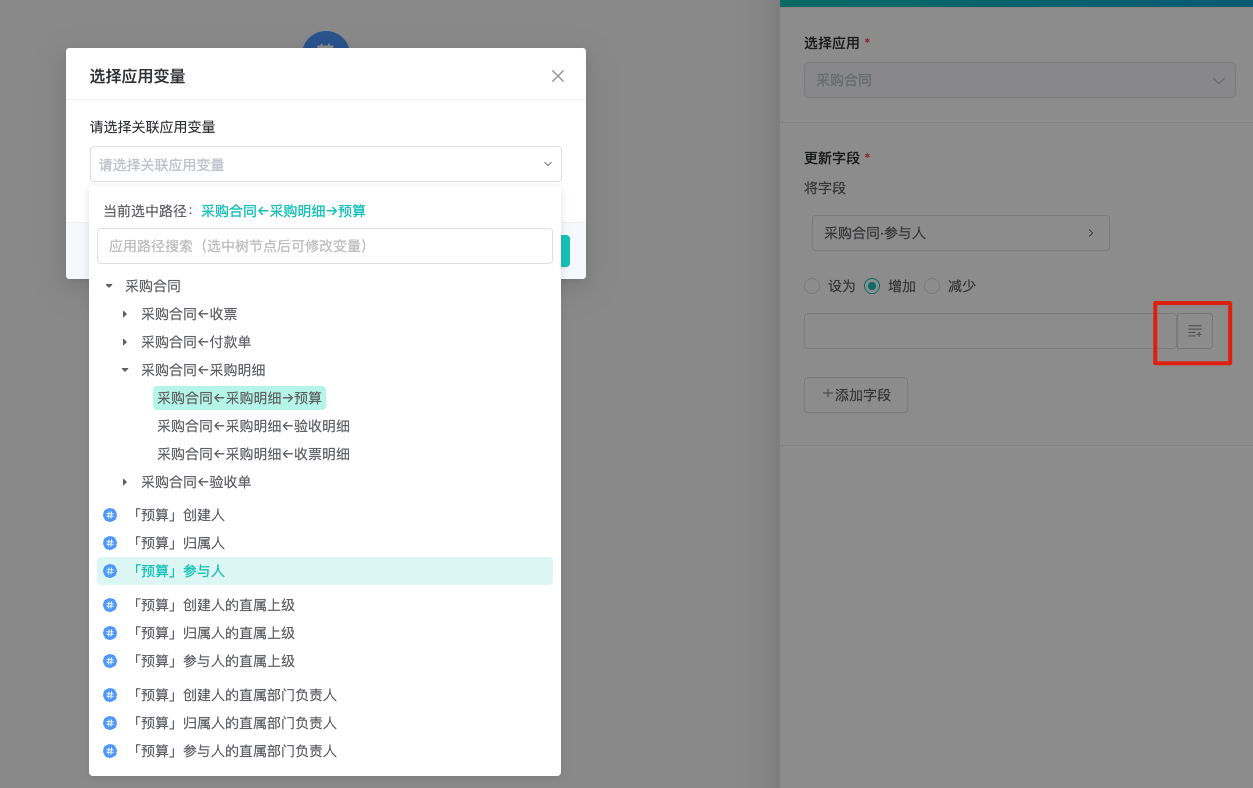 选择应用变量
请选择关联应用变量
请选择关联应用变量
当前选中路径：采购合同←采购明细→预算
应用路径搜索（选中树节点后可修改变量）
采购合同
采购合同←收票
采购合同←付款单
采购合同←采购明细
采购合同←采购明细→预算
采购合同←采购明细←验收明细
采购合同←采购明细←收票明细
采购合同←验收单
「预算」创建人
「预算」归属人
「预算」参与人
「预算」创建人的直属上级
「预算」归属人的直属上级
「预算」参与人的直属上级
「预算」创建人的直属部门负责人
「预算」归属人的直属部门负责人
「预算」参与人的直属部门负责人
选择应用 *
采购合同
更新字段 *
将字段
采购合同·参与人
设为 增加 减少
+添加字段